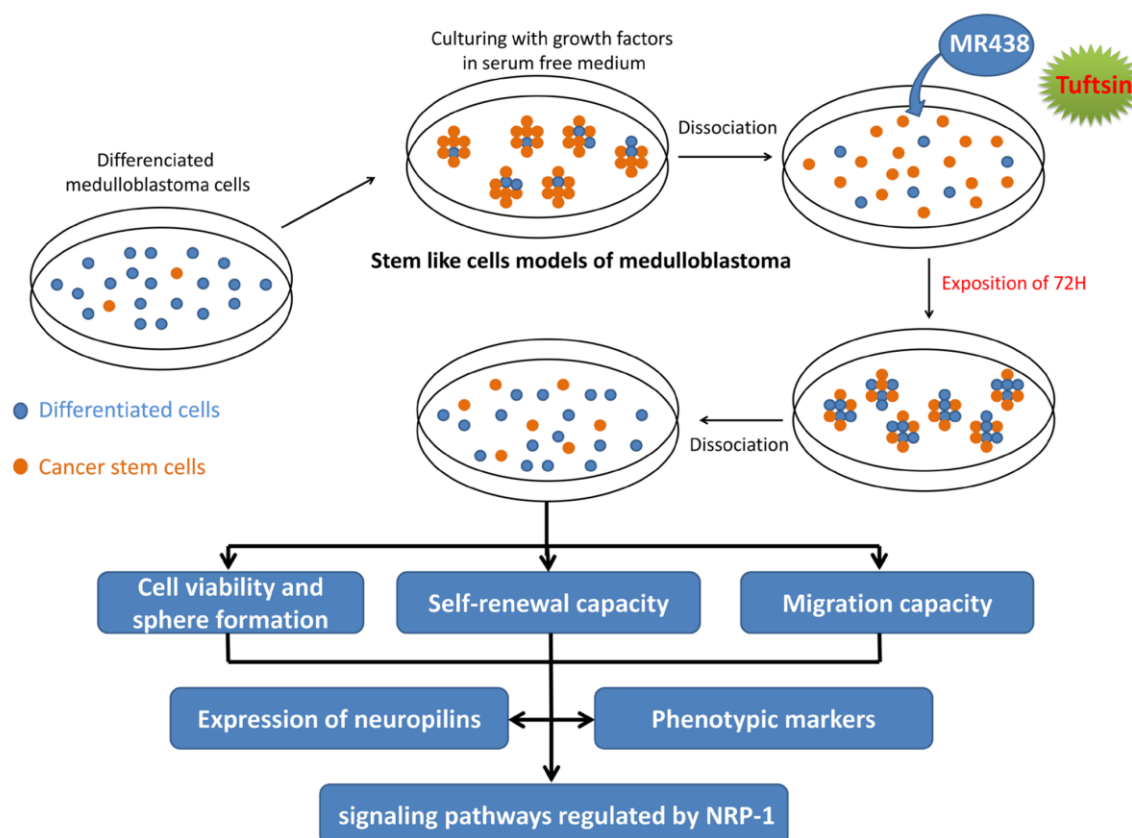 Culturing with growth factors
in serum free medium
MR438
Tuftsin
Dissociation
Differenciated
medulloblastoma cells
Stem like cells models of medulloblastoma
Exposition of 72H
Differentiated cells
Cancer stem cells
Dissociation
Cell viability and
sphere formation
Self-renewal capacity
Migration capacity
Expression of neuropilins
Phenotypic markers
signaling pathways regulated by NRP-1